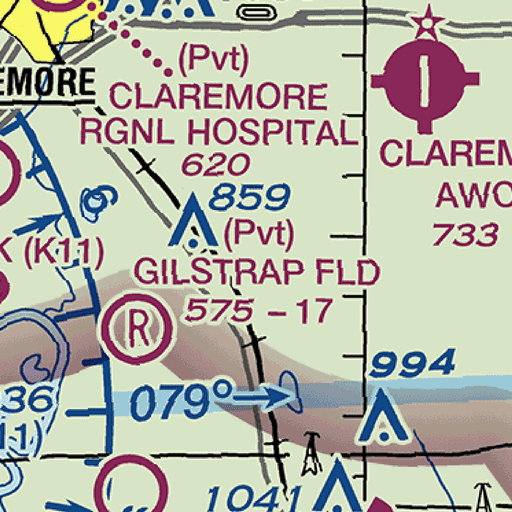 (Pvt)
EMORE
CLAREMORE
RGNL HOSPITAL
620
CLAREM
AWO
733
859
(Pvt)
K (K11)
GILSTRAP FLD
575 - 17
R
994
36
079°
11)
1041